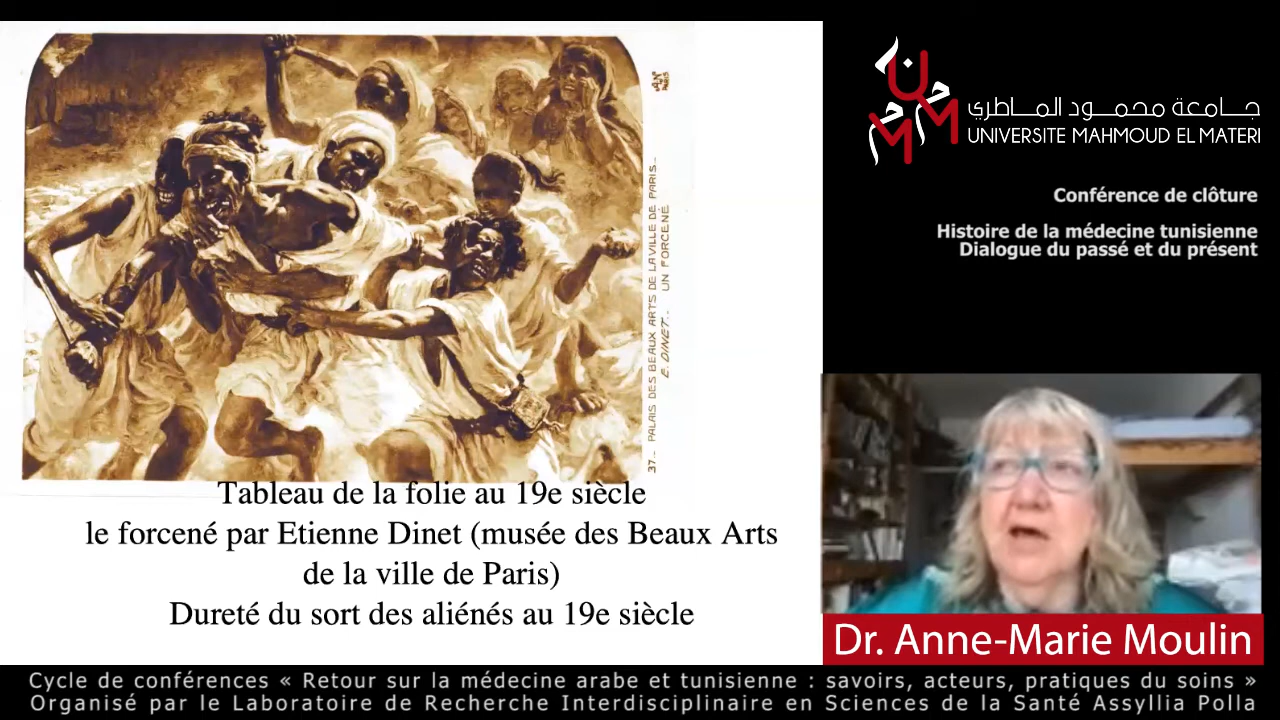 AN
PARIS
37_ PALAIS DES BEAUX ARTS DE LA VILLE DE PARIS_
E. DINET_. UN FORCENÉ
Tableau de la folie au 19e siècle
le forcené par Etienne Dinet (musée des Beaux Arts
de la ville de Paris)
Dureté du sort des aliénés au 19e siècle
جامعة محمود الماطري
UNIVERSITE MAHMOUD EL MATERI
Conférence de clôture
Histoire de la médecine tunisienne
Dialogue du passé et du présent
Dr. Anne-Marie Moulin
Cycle de conférences « Retour sur la médecine arabe et tunisienne : savoirs, acteurs, pratiques du soins »
Organisé par le Laboratoire de Recherche Interdisciplinaire en Sciences de la Santé Assyllia Polla